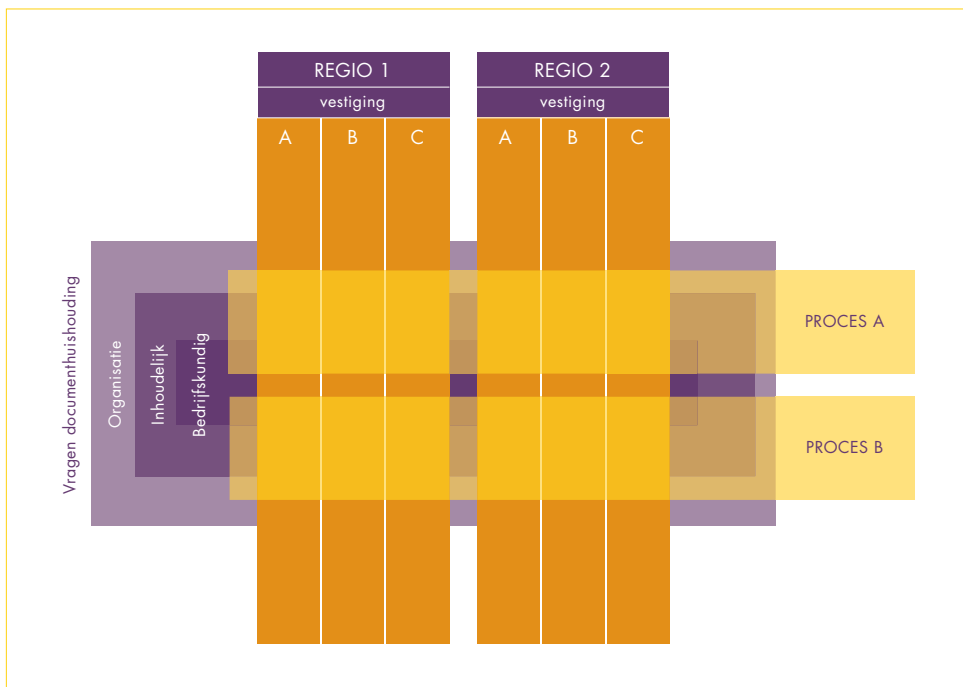 REGIO 1
vestiging
A B C
REGIO 2
vestiging
A B C
Vragen documenthuishouding
Organisatie
Inhoudelijk
Bedrijfskundig
PROCES A
PROCES B